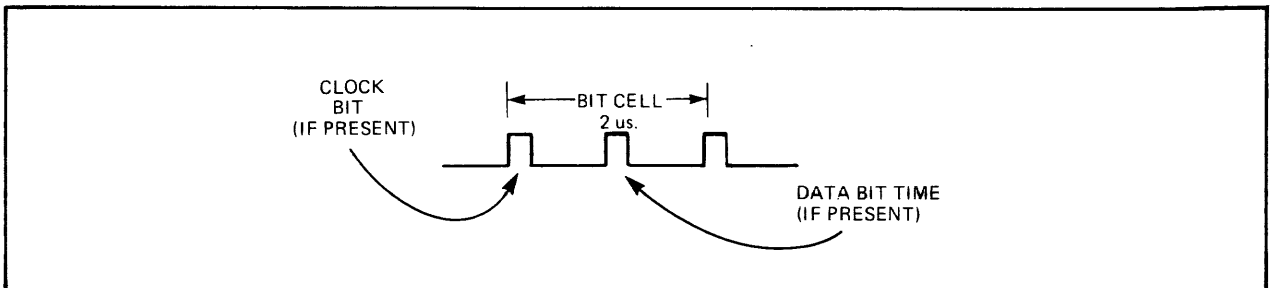 CLOCK
BIT
(IF PRESENT)
BIT CELL
2 us.
DATA BIT TIME
(IF PRESENT)